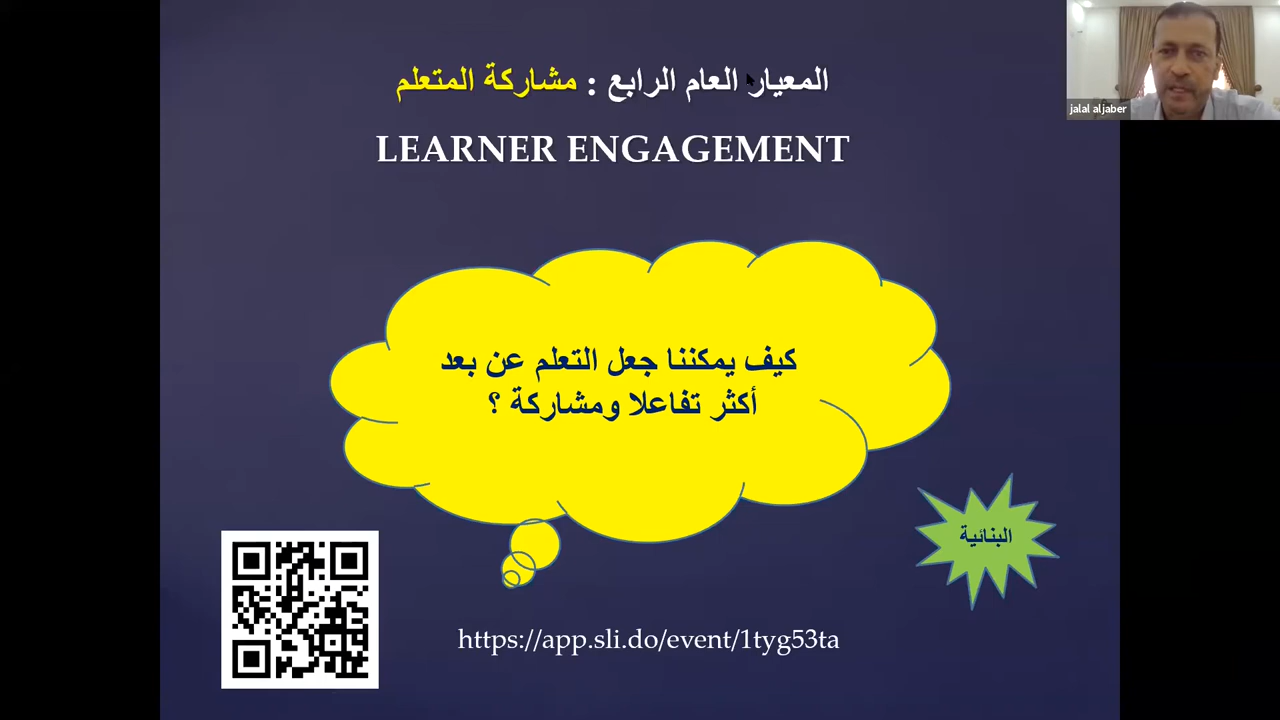 المعيار العام الرابع : مشاركة المتعلم
LEARNER ENGAGEMENT
jalal aljaber
كيف يمكننا جعل التعلم عن بعد
أكثر تفاعلا ومشاركة ؟
البنائية
https://app.sli.do/event/1tyg53ta